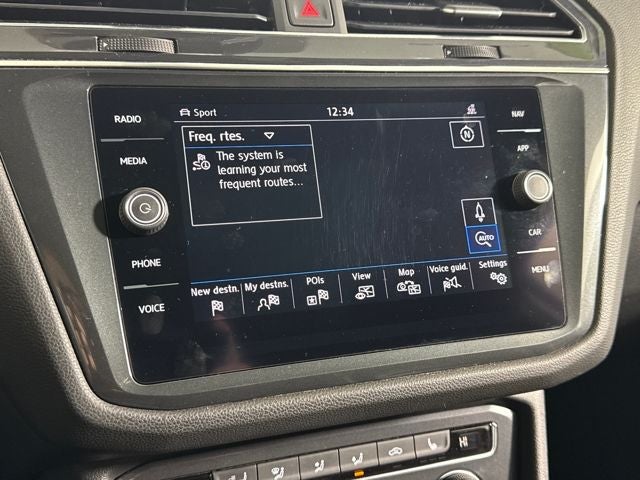 RADIO
MEDIA
PHONE
VOICE
Sport
12:34
Freq. rtes.
The system is
learning your most
frequent routes...
N
AUTO
New destn. My destns. POIs View Map Voice guid. Settings
NAV
APP
CAR
MENU
HI